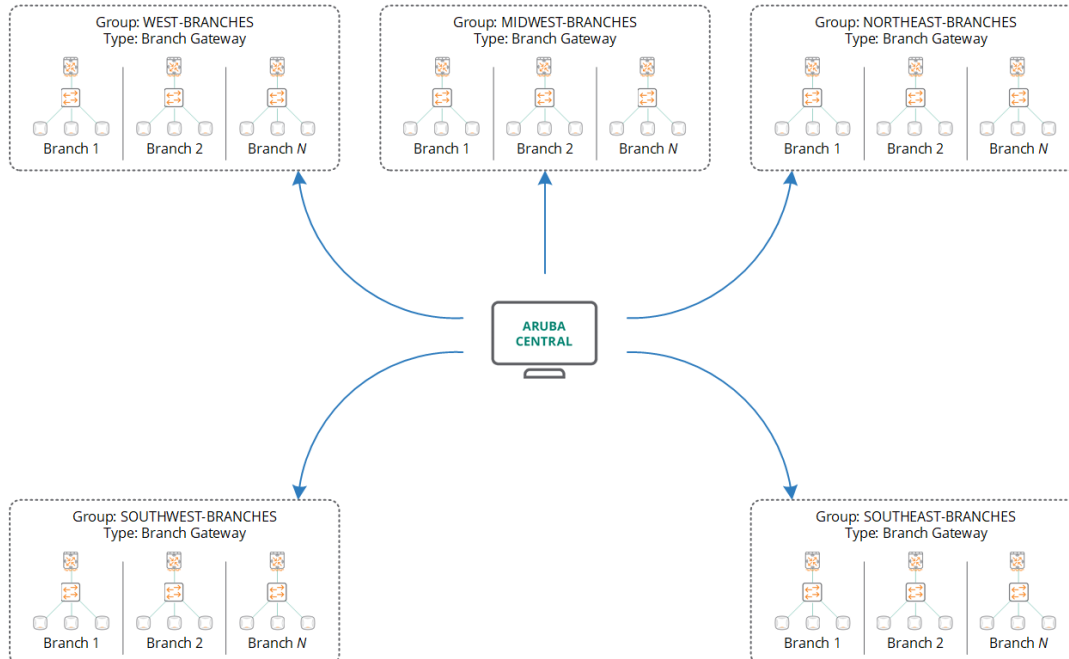 Group: WEST-BRANCHES
Type: Branch Gateway
Branch 1
Branch 2
Branch N
Group: MIDWEST-BRANCHES
Type: Branch Gateway
Branch 1
Branch 2
Branch N
Group: NORTHEAST-BRANCHES
Type: Branch Gateway
Branch 1
Branch 2
Branch N
ARUBA
CENTRAL
Group: SOUTHWEST-BRANCHES
Type: Branch Gateway
Branch 1
Branch 2
Branch N
Group: SOUTHEAST-BRANCHES
Type: Branch Gateway
Branch 1
Branch 2
Branch N